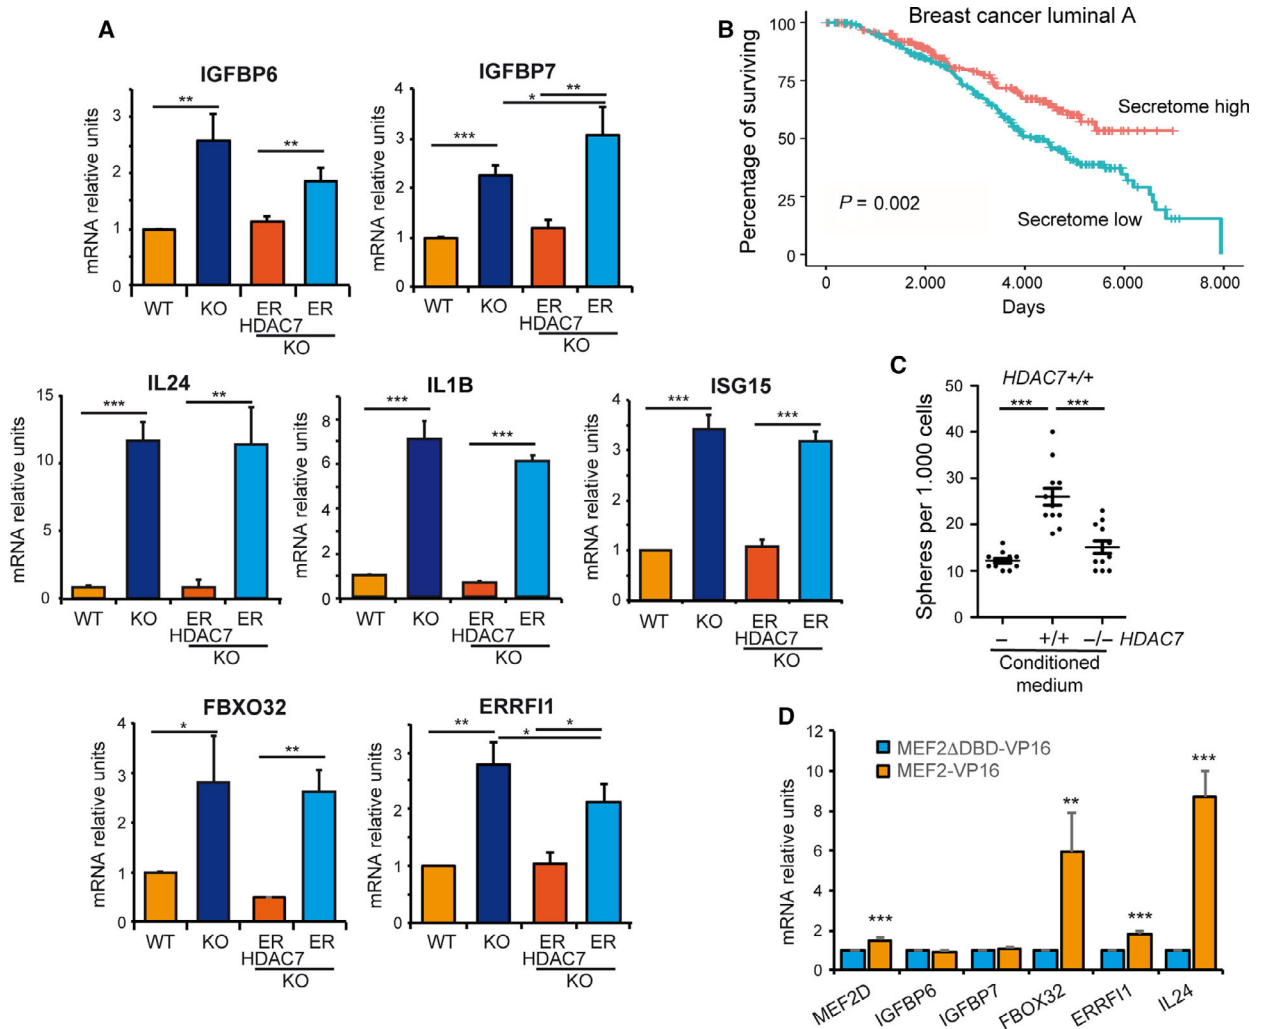 A
IGFBP6
mRNA relative units
3
2
1
0
**
**
WT KO ER ER
HDAC7
KO
IGFBP7
mRNA relative units
4
3
2
1
0
***
*
**
WT KO ER ER
HDAC7
KO
IL24
mRNA relative units
15
10
5
0
***
**
WT KO ER ER
HDAC7
KO
IL1B
mRNA relative units
8
6
4
2
0
***
***
WT KO ER ER
HDAC7
KO
ISG15
mRNA relative units
4
3
2
1
0
***
***
WT KO ER ER
HDAC7
KO
FBXO32
mRNA relative units
4
3
2
1
0
*
**
WT KO ER ER
HDAC7
KO
ERRFI1
mRNA relative units
3
2
1
0
**
*
*
WT KO ER ER
HDAC7
KO
B
Breast cancer luminal A
Percentage of surviving
100
75
50
25
0
Secretome high
P = 0.002
Secretome low
0 2.000 4.000 6.000 8.000
Days
C
HDAC7+/+
Spheres per 1.000 cells
50
40
30
20
10
0
*** ***
– +/+ –/– HDAC7
Conditioned
medium
D
mRNA relative units
12
10
8
6
4
2
0
MEF2ΔDBD-VP16
MEF2-VP16
***
**
***
***
MEF2D IGFBP6 IGFBP7 FBOX32 ERRFI1 IL24